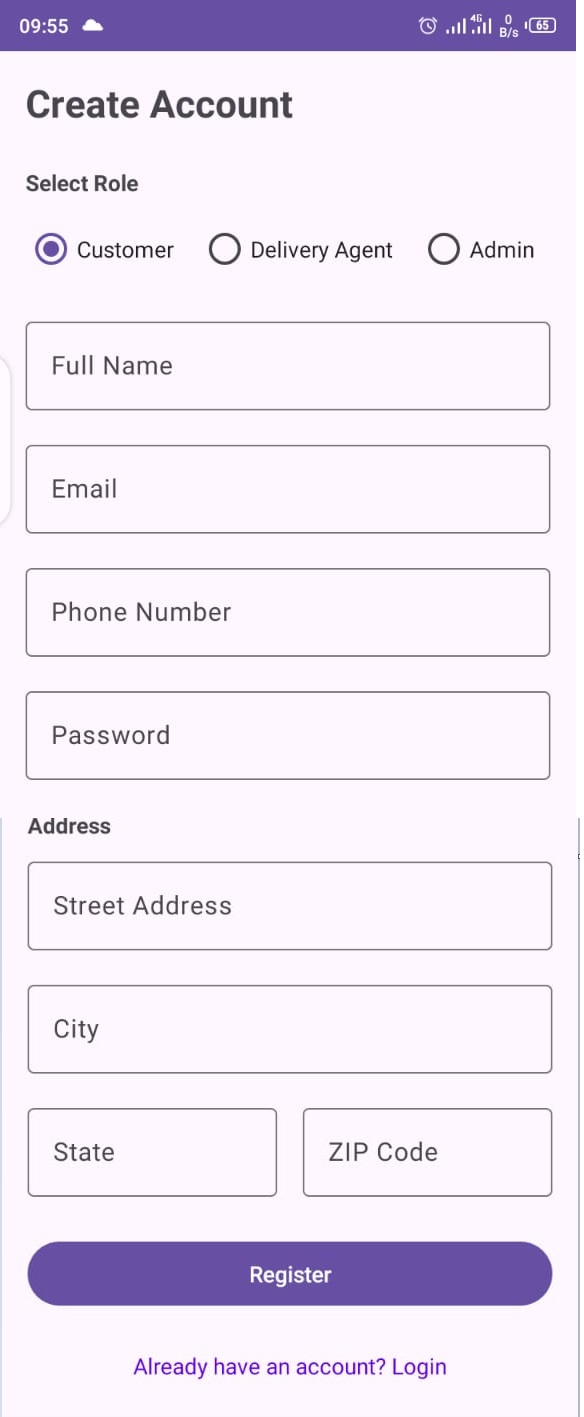 09:55 4G 0 B/s 65
Create Account
Select Role
Customer Delivery Agent Admin
Full Name
Email
Phone Number
Password
Address
Street Address
City
State ZIP Code
Register
Already have an account? Login